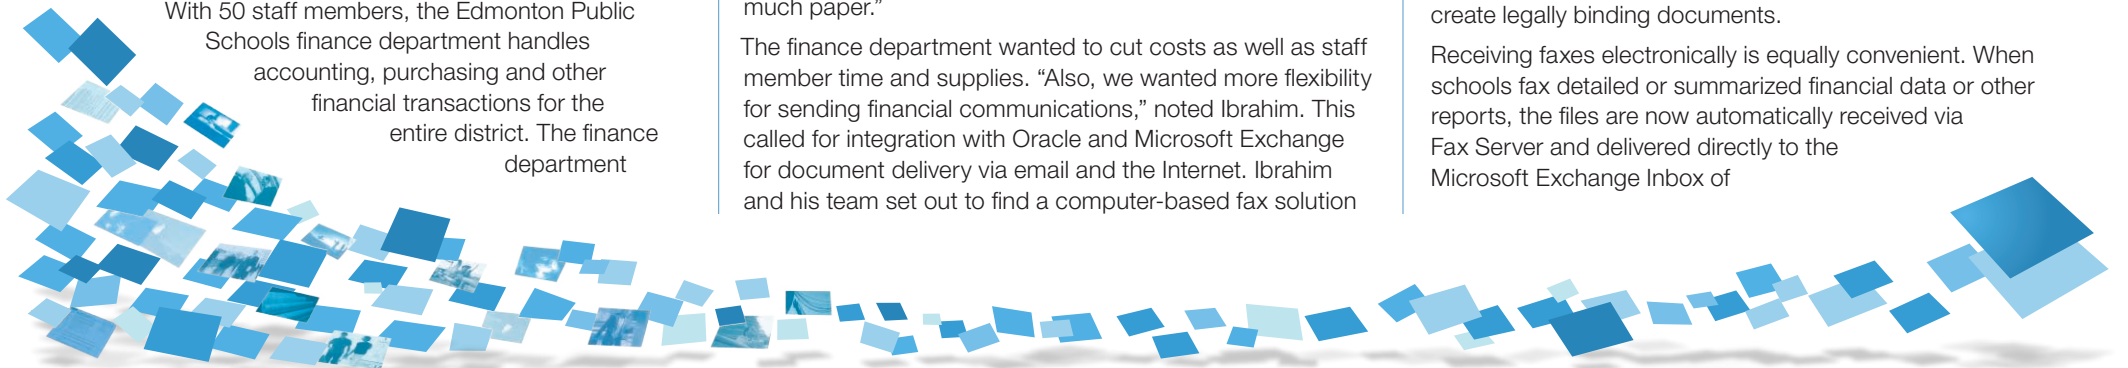 With 50 staff members, the Edmonton Public
Schools finance department handles
accounting, purchasing and other
financial transactions for the
entire district. The finance
department
much paper.”
The finance department wanted to cut costs as well as staff
member time and supplies. “Also, we wanted more flexibility
for sending financial communications,” noted Ibrahim. This
called for integration with Oracle and Microsoft Exchange
for document delivery via email and the Internet. Ibrahim
and his team set out to find a computer-based fax solution
create legally binding documents.
Receiving faxes electronically is equally convenient. When
schools fax detailed or summarized financial data or other
reports, the files are now automatically received via
Fax Server and delivered directly to the
Microsoft Exchange Inbox of